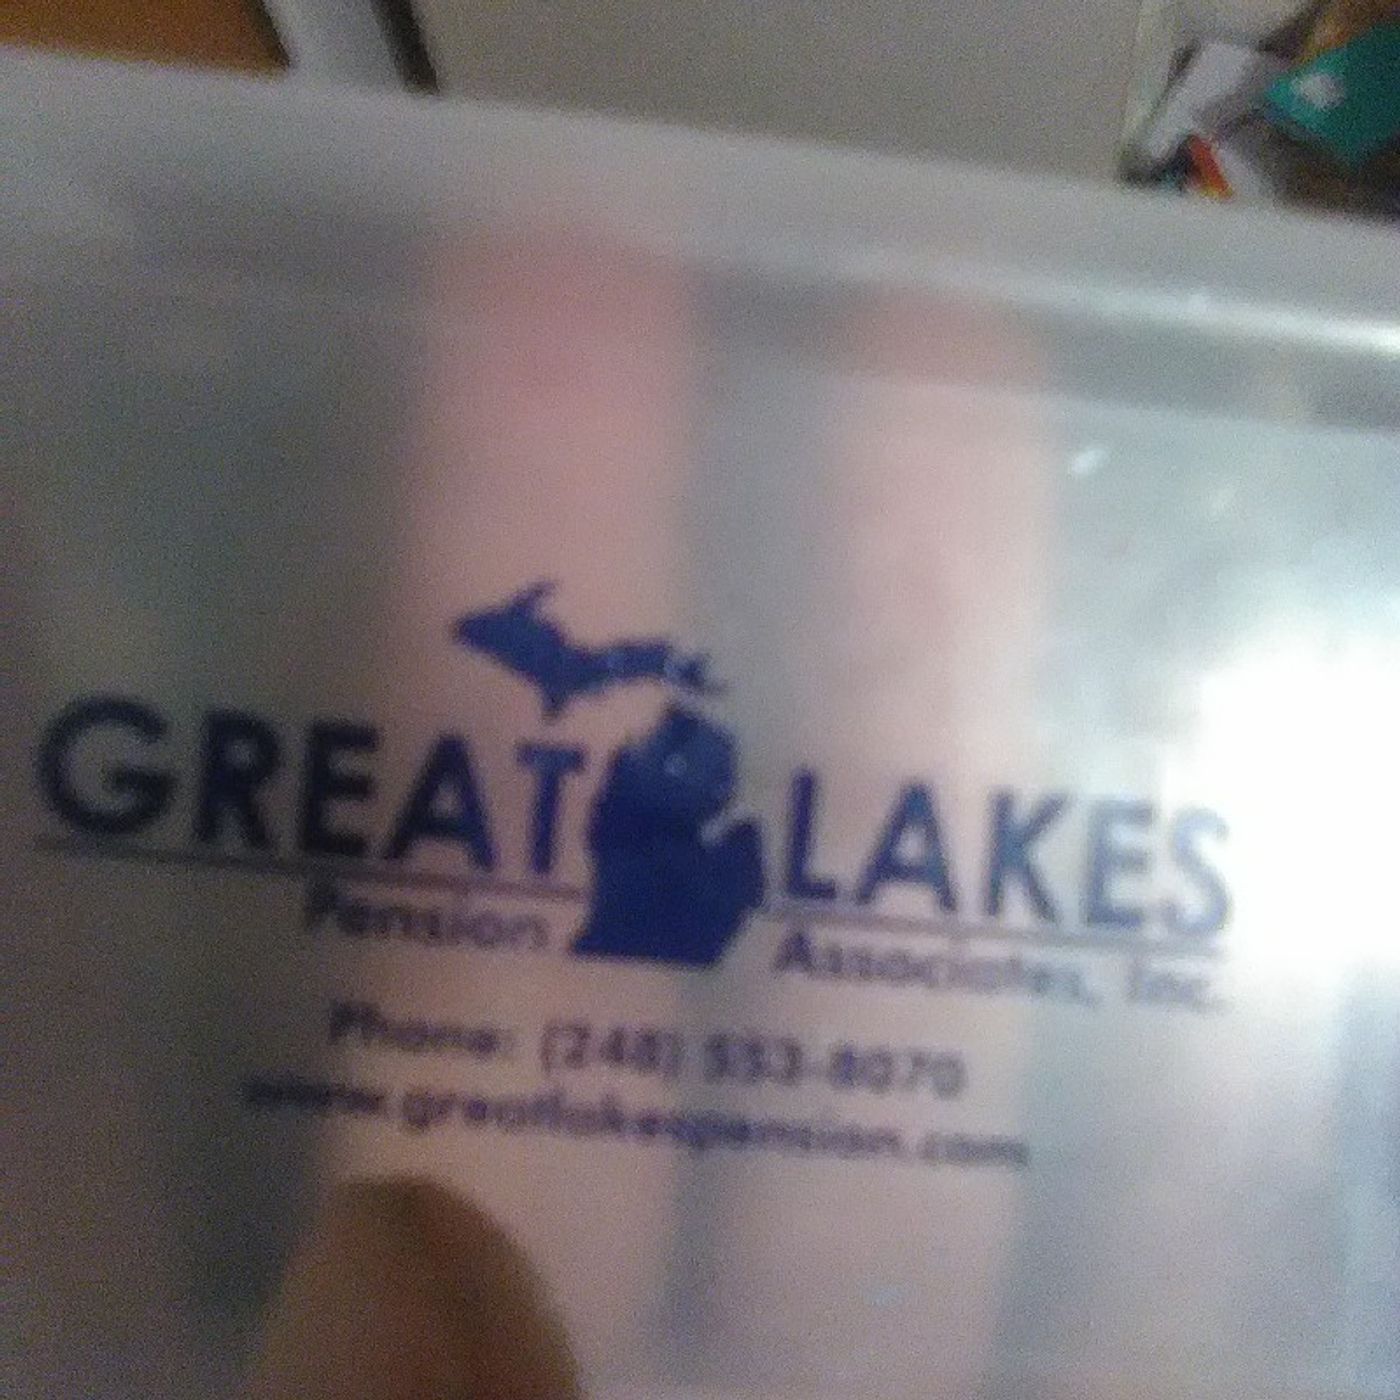 GREAT LAKES
Pension Associates, Inc.
Phone: (248) 553-8070
www.greatlakespension.com